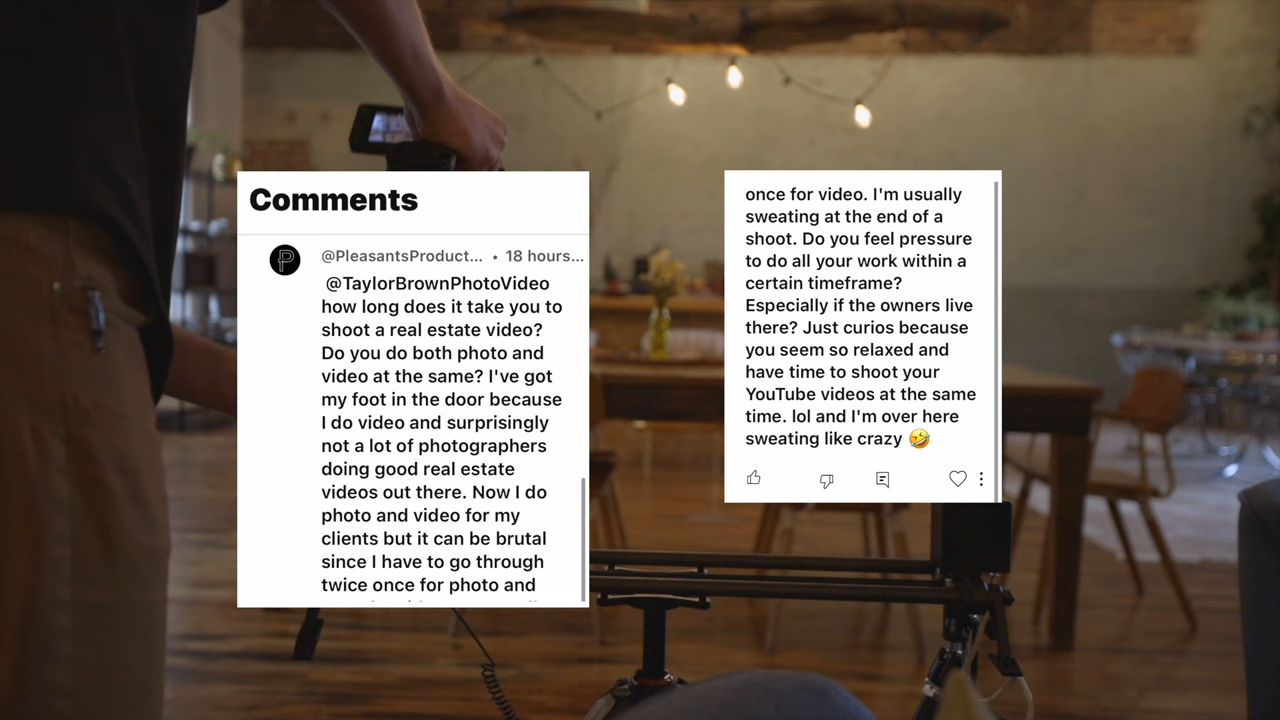 Comments
@PleasantsProduct... • 18 hours...
@TaylorBrownPhotoVideo
how long does it take you to
shoot a real estate video?
Do you do both photo and
video at the same? I've got
my foot in the door because
I do video and surprisingly
not a lot of photographers
doing good real estate
videos out there. Now I do
photo and video for my
clients but it can be brutal
since I have to go through
twice once for photo and
once for video. I'm usually
sweating at the end of a
shoot. Do you feel pressure
to do all your work within a
certain timeframe?
Especially if the owners live
there? Just curios because
you seem so relaxed and
have time to shoot your
YouTube videos at the same
time. lol and I'm over here
sweating like crazy 🤣